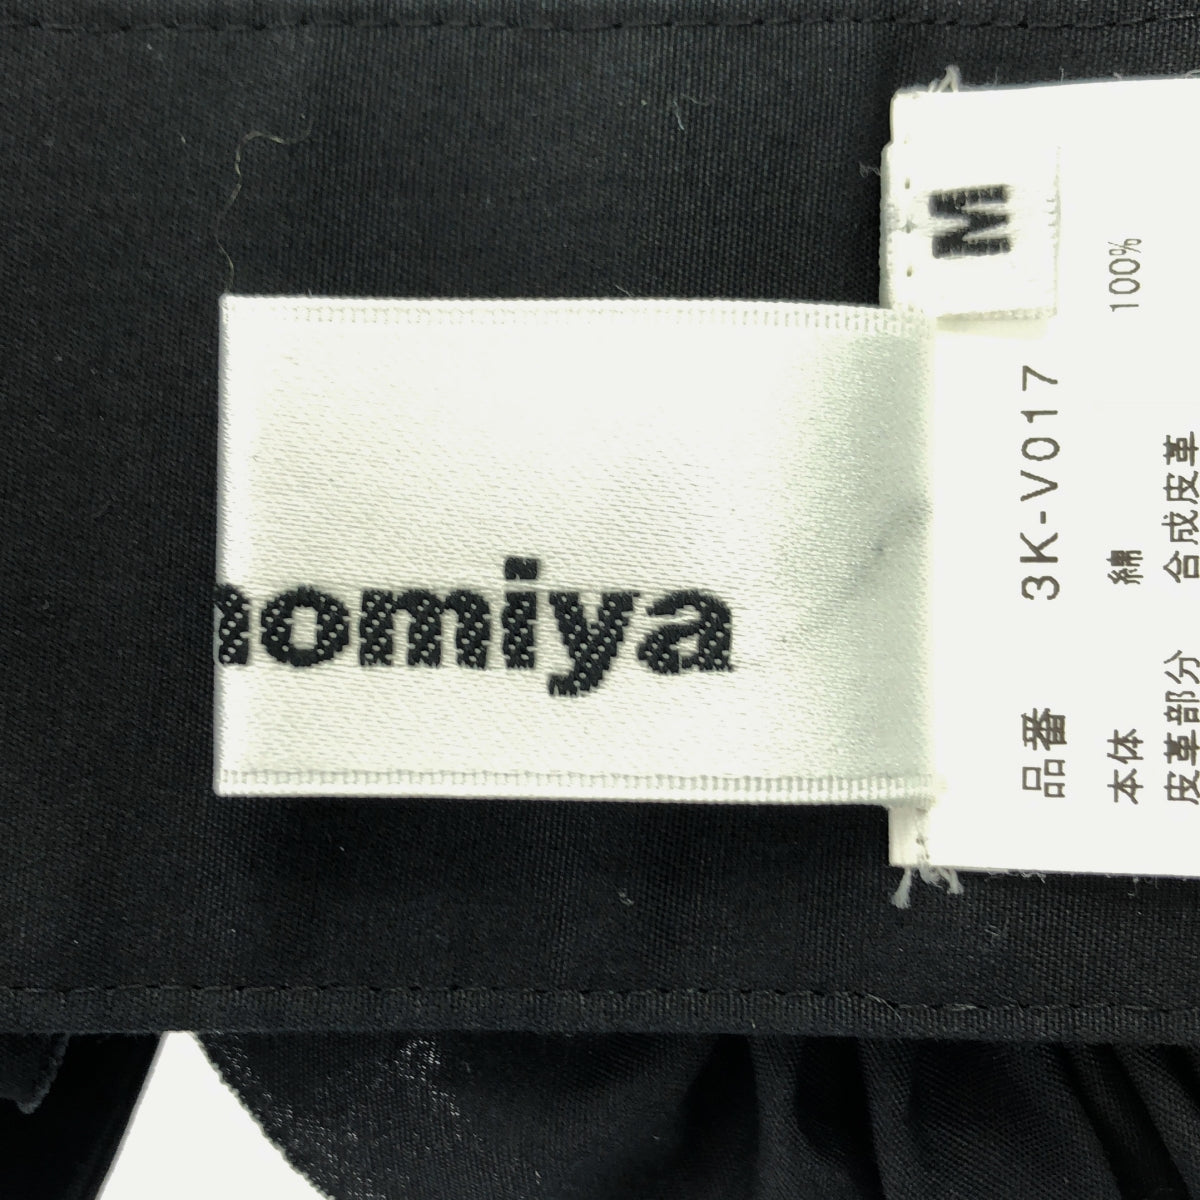 nomiya
M
品番 3K-V017
本体 綿 100%
皮革部分 合成皮革